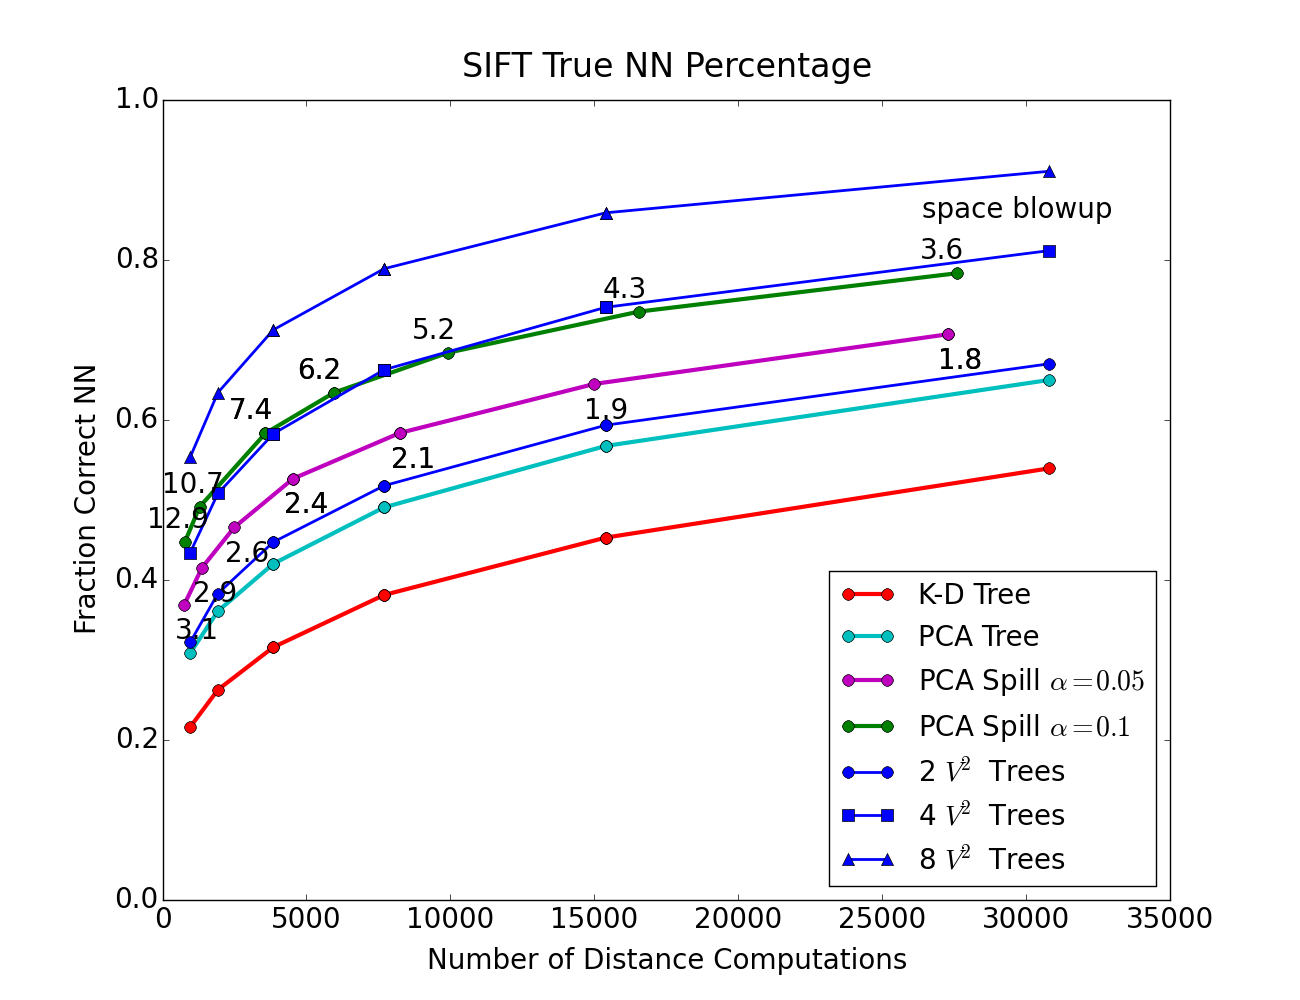 SIFT True NN Percentage
1.0
space blowup
3.6
0.8
4.3
5.2
6.2
1.8
7.4
1.9
0.6
2.1
10.7
2.4
12.9
2.6
2.9
0.4
3.1
0.2
0.0
Fraction Correct NN
K-D Tree
PCA Tree
PCA Spill α=0.05
PCA Spill α=0.1
2 V² Trees
4 V² Trees
8 V² Trees
0 5000 10000 15000 20000 25000 30000 35000
Number of Distance Computations